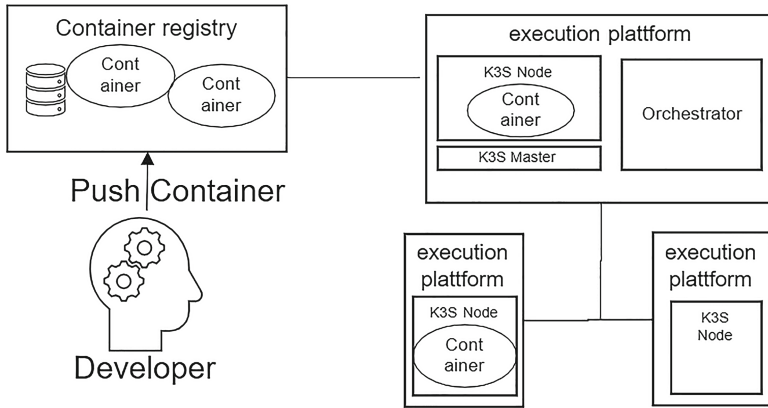 Container registry
Cont
ainer
Cont
ainer
Push Container
Developer
execution plattform
K3S Node
Cont
ainer
K3S Master
Orchestrator
execution
plattform
K3S Node
Cont
ainer
execution
plattform
K3S
Node